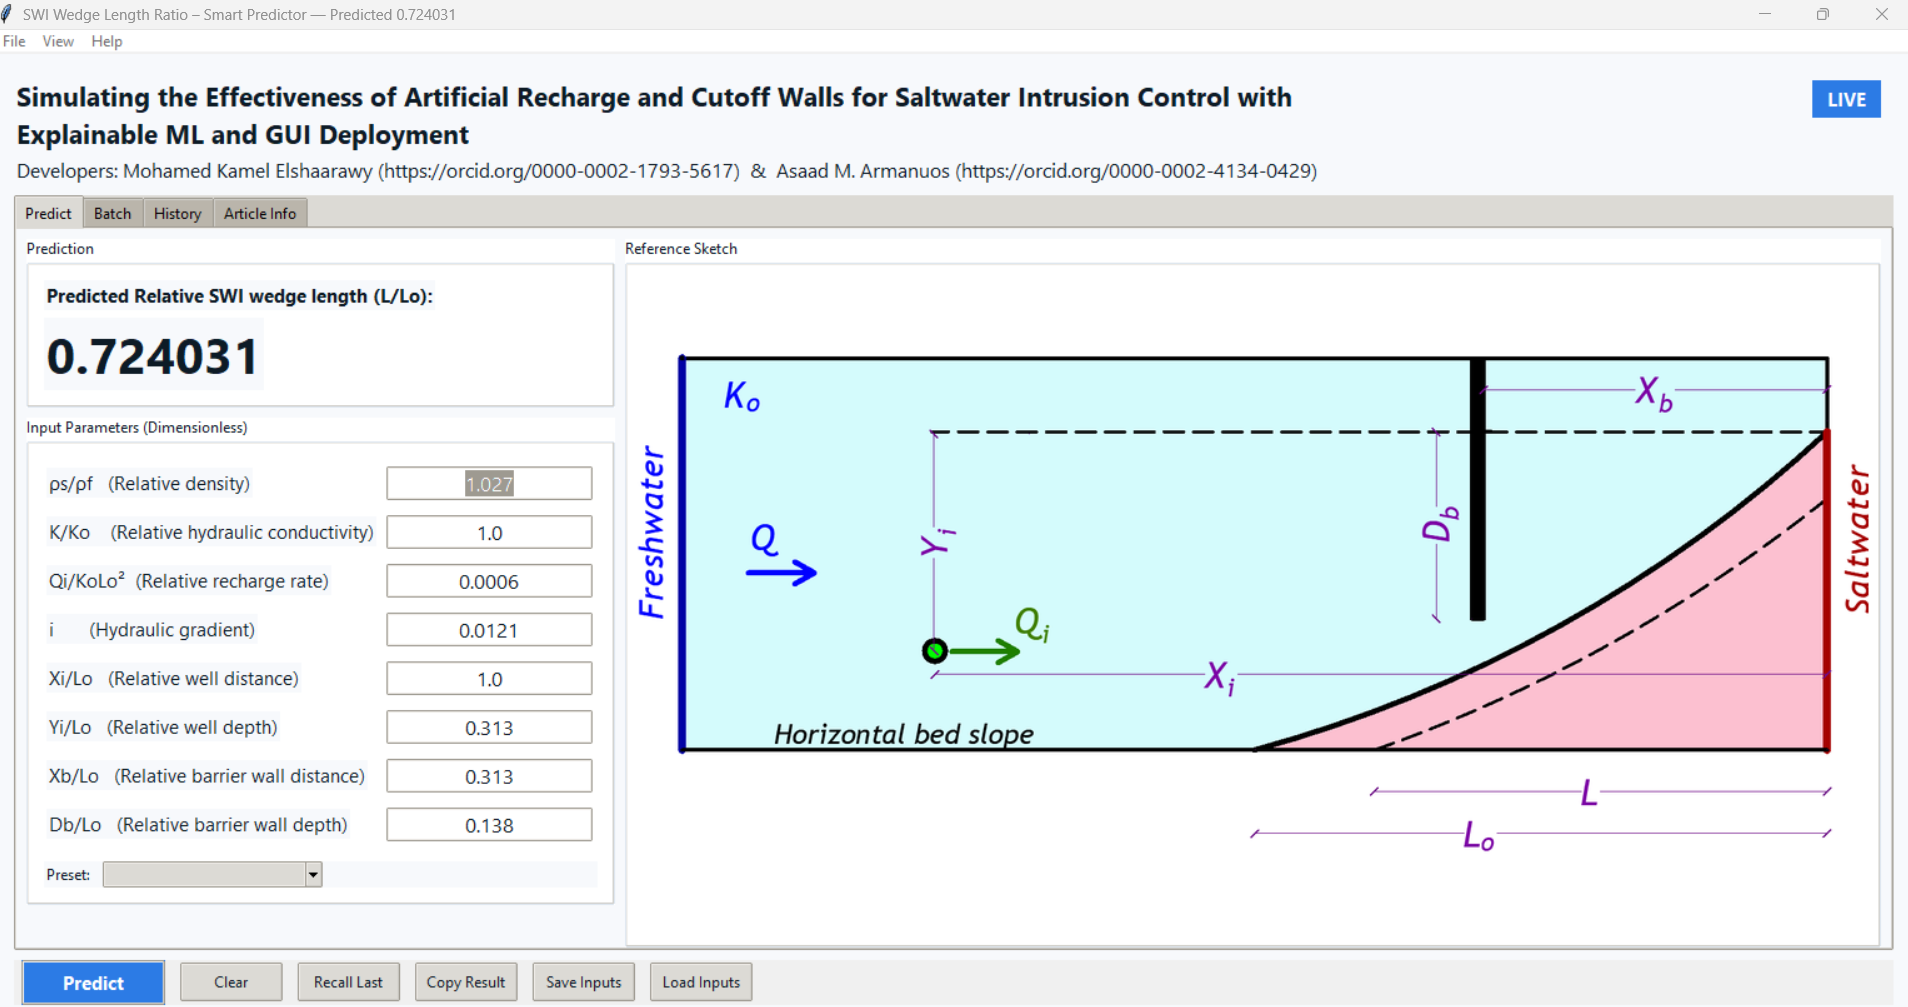 SWI Wedge Length Ratio – Smart Predictor — Predicted 0.724031
File View Help
Simulating the Effectiveness of Artificial Recharge and Cutoff Walls for Saltwater Intrusion Control with
Explainable ML and GUI Deployment
LIVE
Developers: Mohamed Kamel Elshaarawy (https://orcid.org/0000-0002-1793-5617) & Asaad M. Armanuos (https://orcid.org/0000-0002-4134-0429)
Predict Batch History Article Info
Prediction
Predicted Relative SWI wedge length (L/Lo):
0.724031
Input Parameters (Dimensionless)
ρs/ρf (Relative density) 1.027
K/Ko (Relative hydraulic conductivity) 1.0
Qi/KoLo² (Relative recharge rate) 0.0006
i (Hydraulic gradient) 0.0121
Xi/Lo (Relative well distance) 1.0
Yi/Lo (Relative well depth) 0.313
Xb/Lo (Relative barrier wall distance) 0.313
Db/Lo (Relative barrier wall depth) 0.138
Preset:
Reference Sketch
Ko
Xb
Freshwater
Q
Yi
Db
Saltwater
Qi
Xi
Horizontal bed slope
L
Lo
Predict Clear Recall Last Copy Result Save Inputs Load Inputs